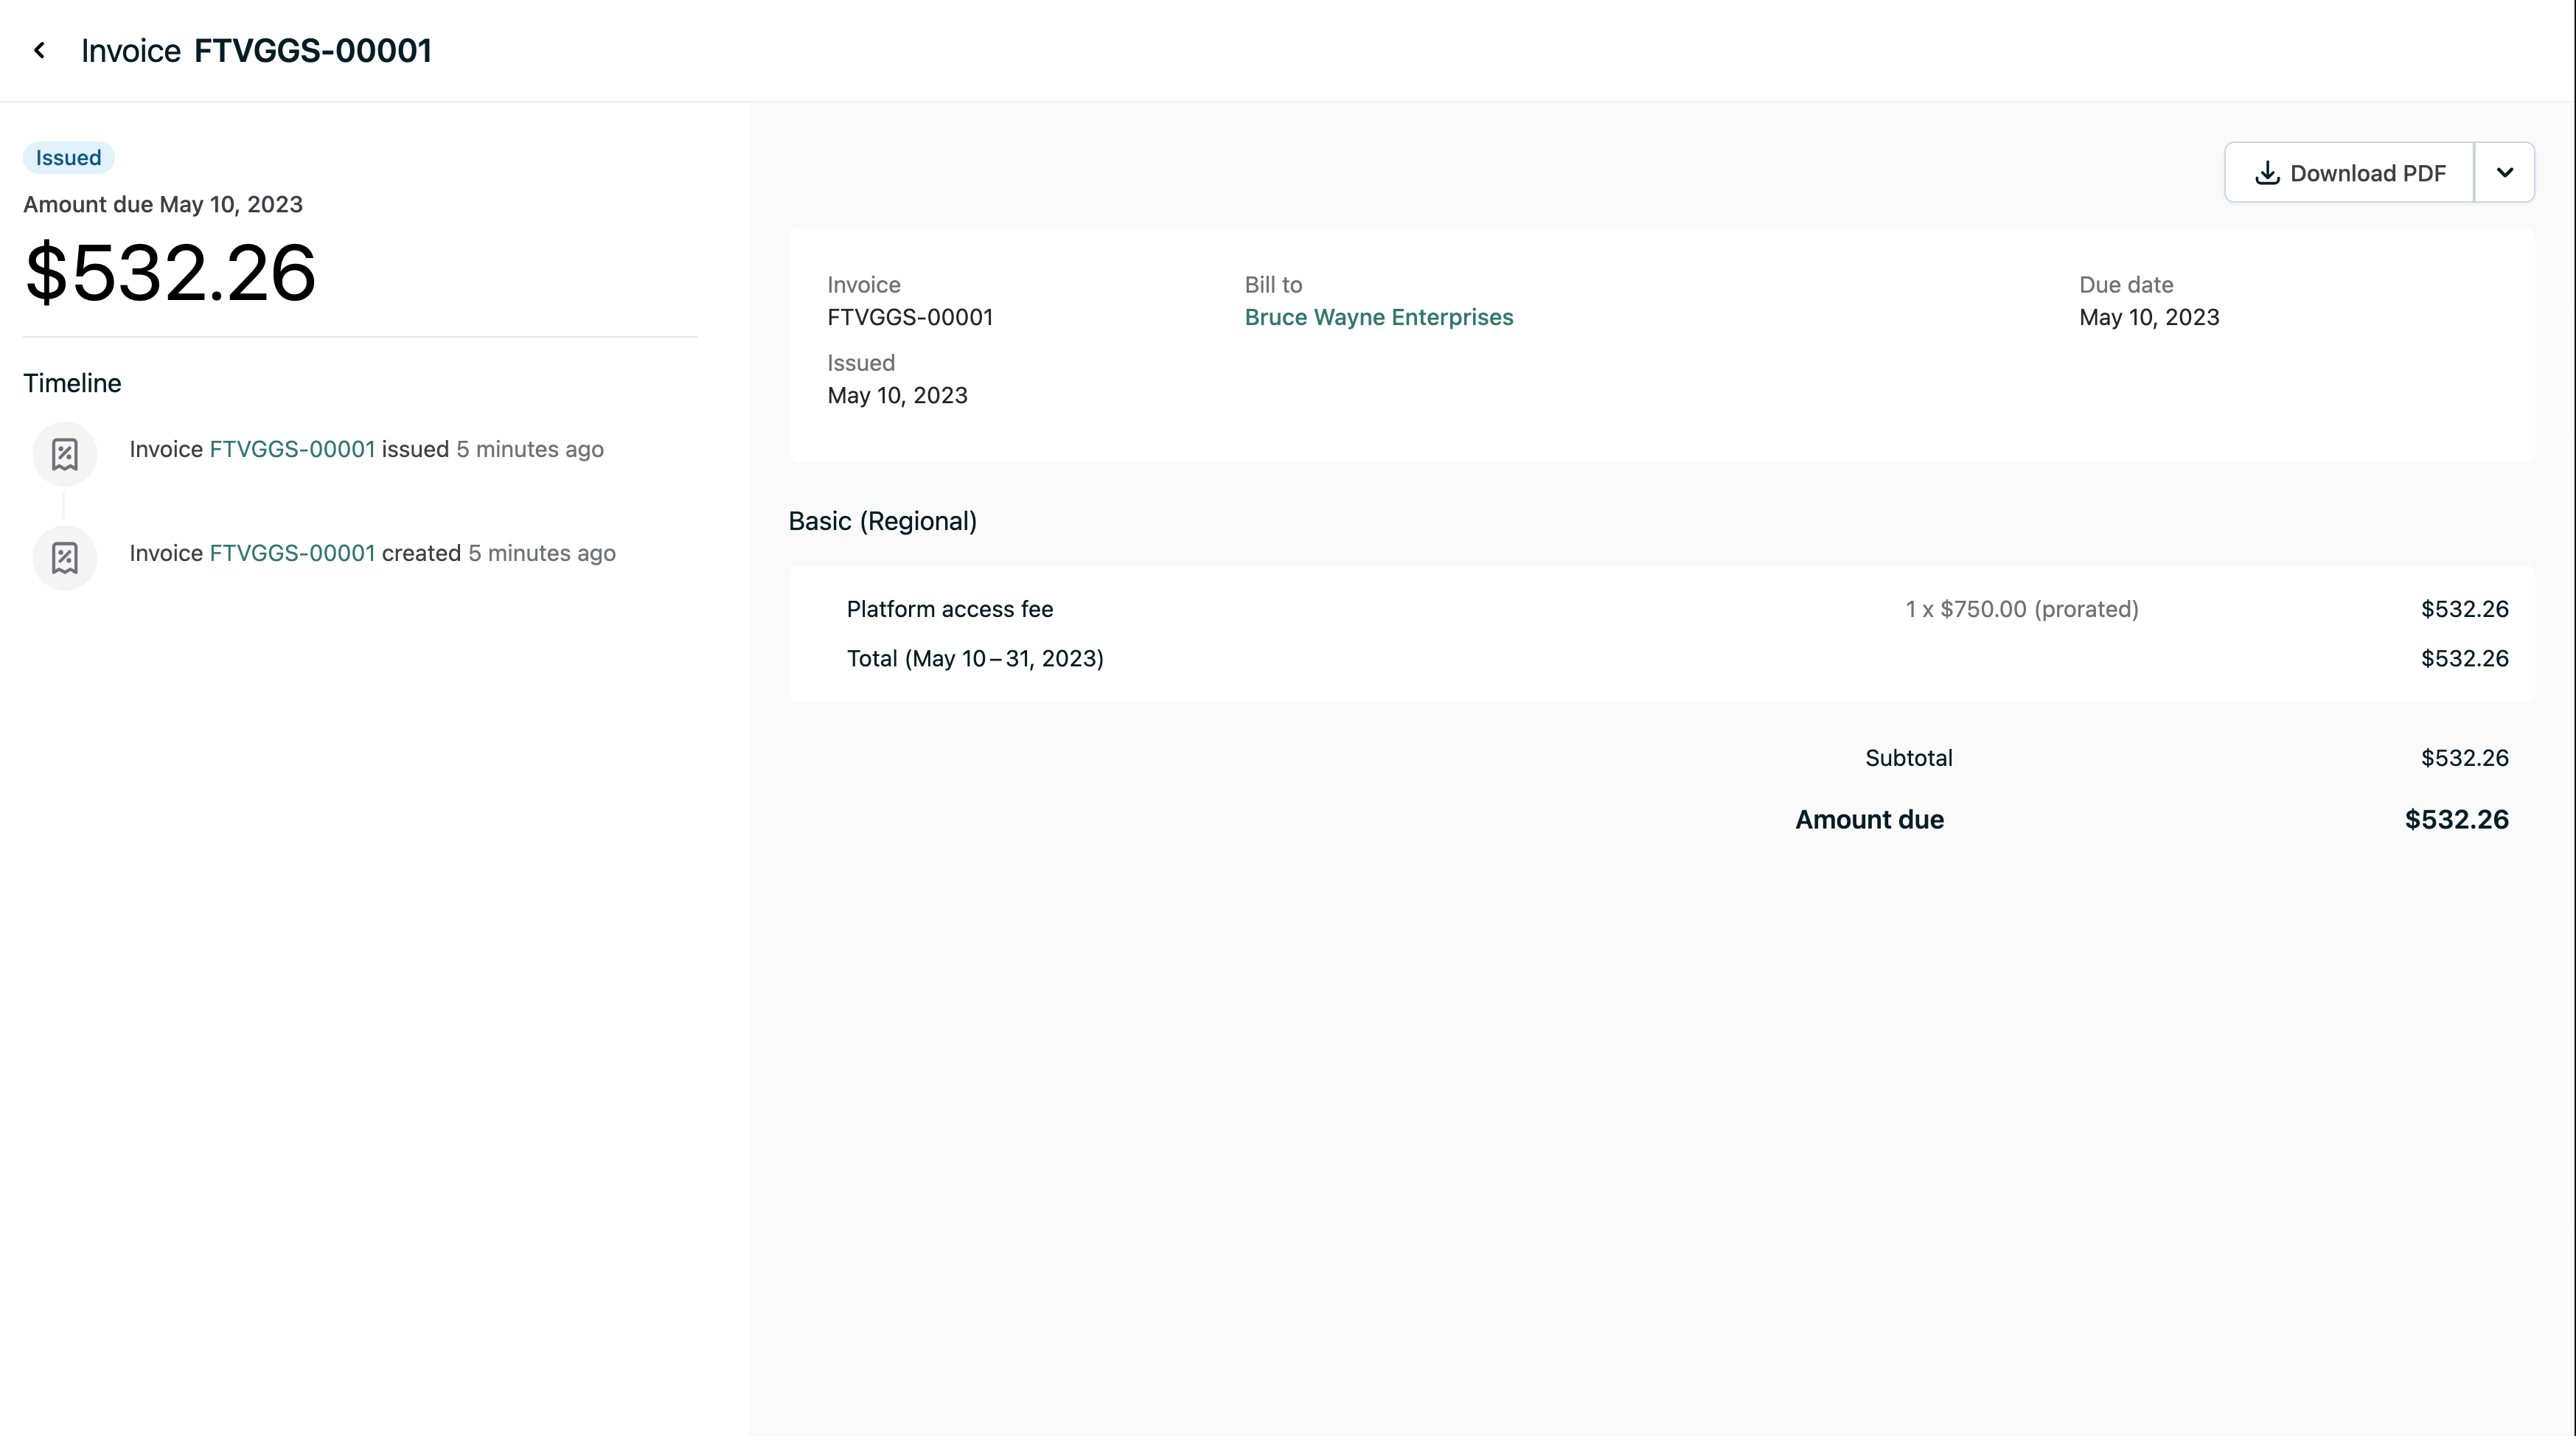 Invoice FTVGGS-00001
Issued
Amount due May 10, 2023
$532.26
Timeline
Invoice FTVGGS-00001 issued 5 minutes ago
Invoice FTVGGS-00001 created 5 minutes ago
Download PDF
Invoice
FTVGGS-00001
Issued
May 10, 2023
Bill to
Bruce Wayne Enterprises
Due date
May 10, 2023
Basic (Regional)
Platform access fee 1 x $750.00 (prorated) $532.26
Total (May 10 – 31, 2023) $532.26
Subtotal $532.26
Amount due $532.26